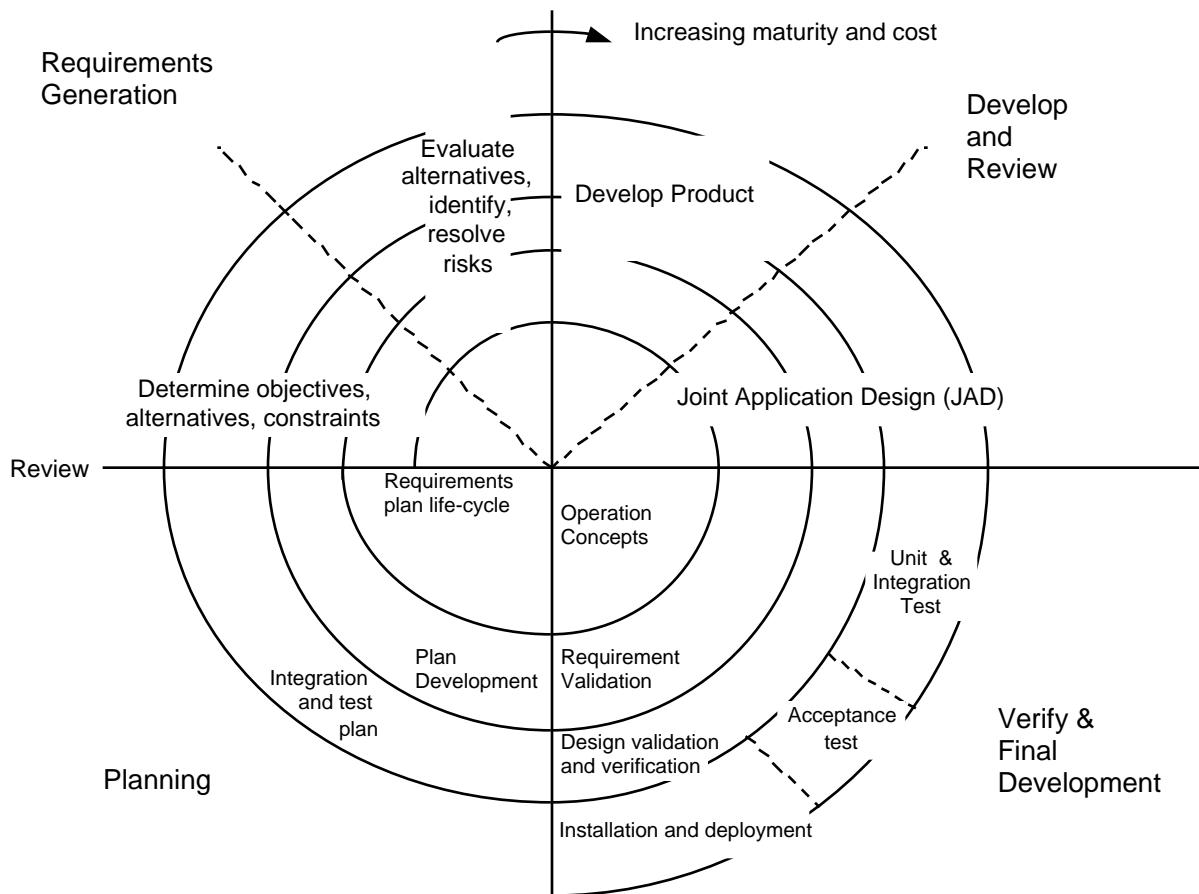 Increasing maturity and cost
Requirements
Generation
Develop
and
Review
Evaluate
alternatives,
identify,
resolve
risks
Develop Product
Determine objectives,
alternatives, constraints
Joint Application Design (JAD)
Review
Requirements
plan life-cycle
Operation
Concepts
Unit & 
Integration
Test
Plan
Development
Requirement
Validation
Integration
and test
plan
Acceptance
test
Design validation
and verification
Verify &
Final
Development
Planning
Installation and deployment